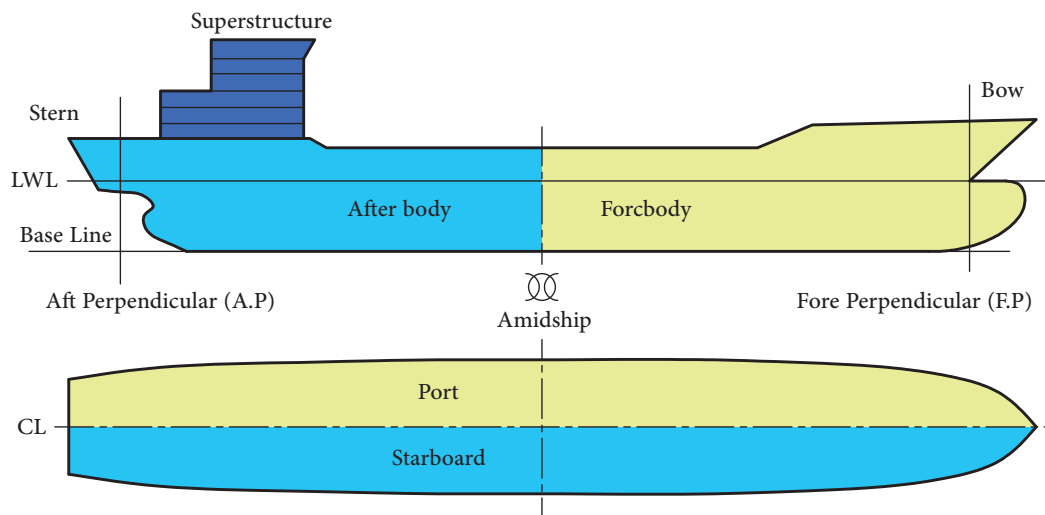 Superstructure
Stern
Bow
LWL
After body
Forcbody
Base Line
Aft Perpendicular (A.P)
Fore Perpendicular (F.P)
Amidship
Port
CL
Starboard